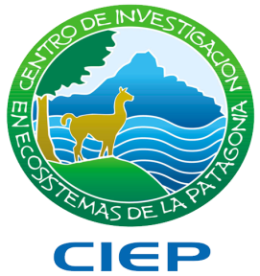 CENTRO DE INVESTIGACIÓN
EN ECOSISTEMAS DE LA PATAGONIA
CIEP